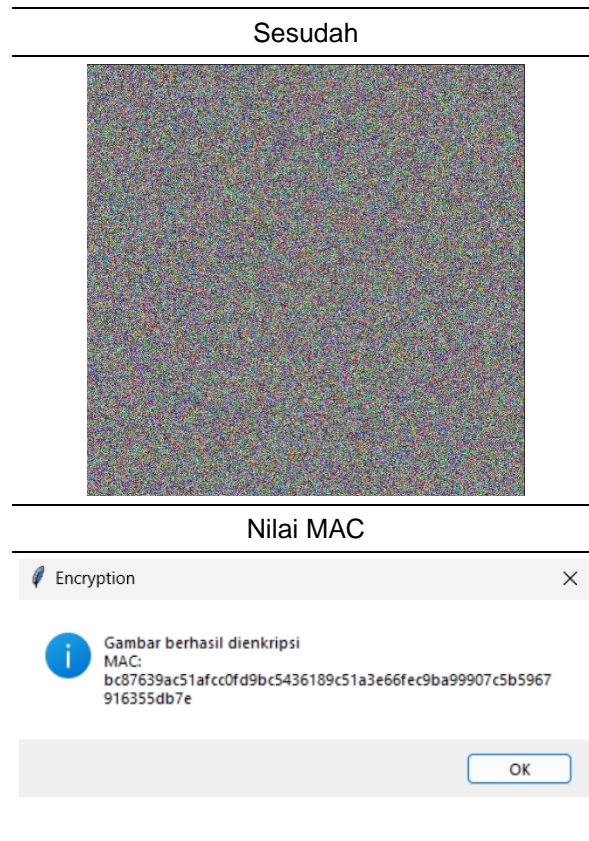 Sesudah
Nilai MAC
Encryption
Gambar berhasil dienkripsi
MAC:
bc87639ac51afcc0fd9bc5436189c51a3e66fec9ba99907c5b5967
916355db7e
OK